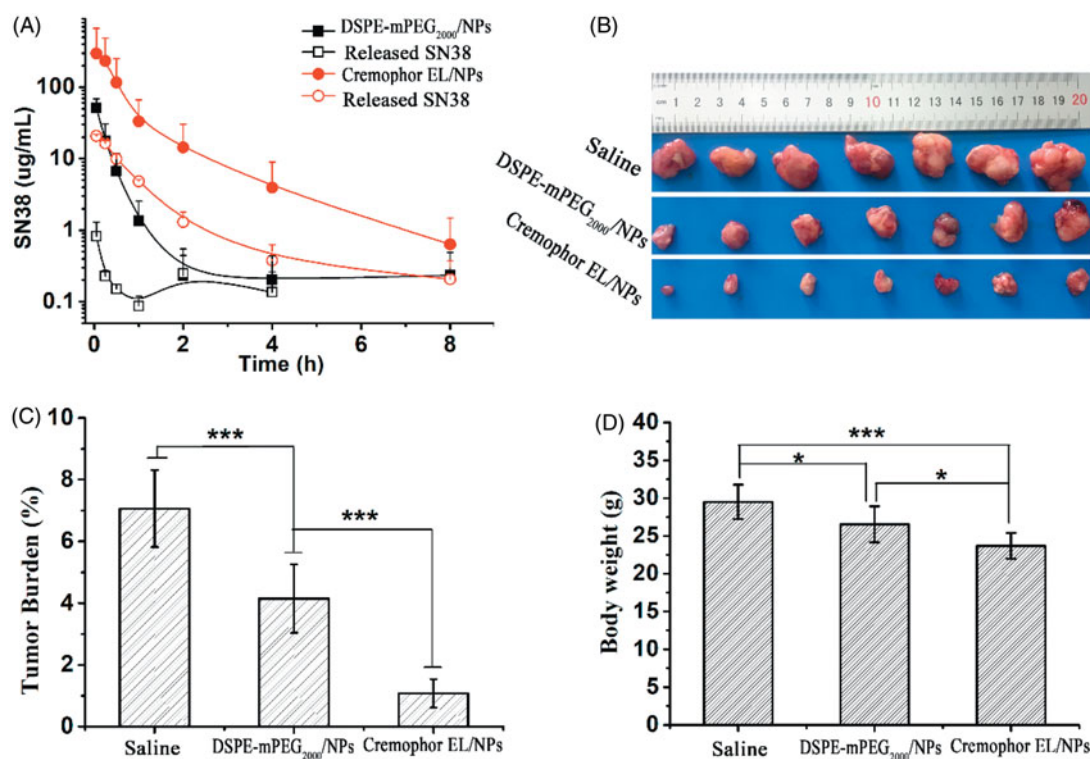 (A)
DSPE-mPEG2000/NPs
Released SN38
Cremophor EL/NPs
Released SN38
SN38 (ug/mL)
100
10
1
0.1
0 2 4 6 8
Time (h)
(B)
cm 1 2 3 4 5 6 7 8 9 10 11 12 13 14 15 16 17 18 19 20
Saline
DSPE-mPEG2000/NPs
Cremophor EL/NPs
(C)
Tumor Burden (%)
10
8
6
4
2
0
***
***
Saline DSPE-mPEG2000/NPs Cremophor EL/NPs
(D)
Body weight (g)
40
35
30
25
20
15
10
5
0
***
*
*
Saline DSPE-mPEG2000/NPs Cremophor EL/NPs